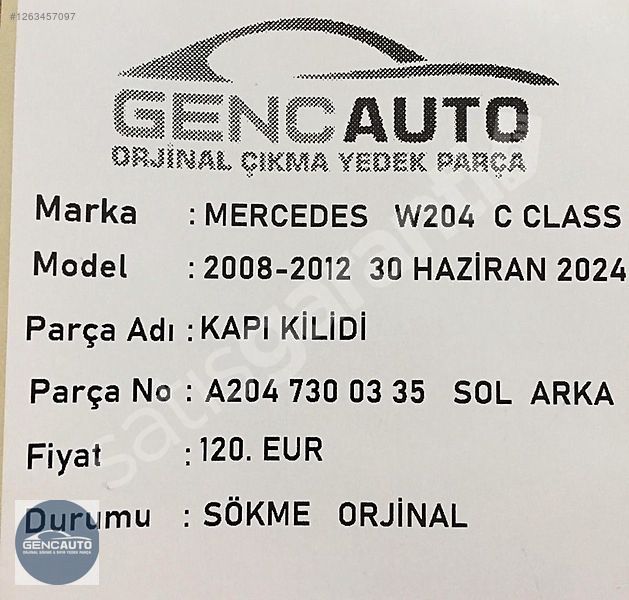 #1263457097
GENCAUTO
ORJİNAL ÇIKMA YEDEK PARÇA
Marka : MERCEDES W204 C CLASS
Model : 2008-2012 30 HAZİRAN 2024
Parça Adı : KAPI KİLİDİ
Parça No : A204 730 03 35 SOL ARKA
Fiyat : 120. EUR
Durumu : SÖKME ORJİNAL
GENCAUTO